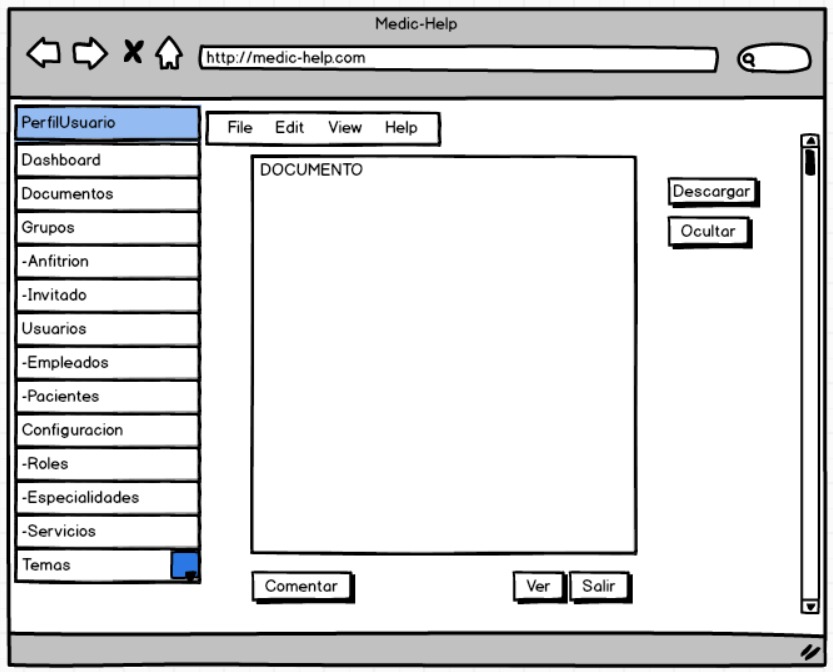 Medic-Help
http://medic-help.com
PerfilUsuario
File Edit View Help
Dashboard
Documentos
Grupos
-Anfitrion
-Invitado
Usuarios
-Empleados
-Pacientes
Configuracion
-Roles
-Especialidades
-Servicios
Temas
DOCUMENTO
Descargar
Ocultar
Comentar
Ver
Salir